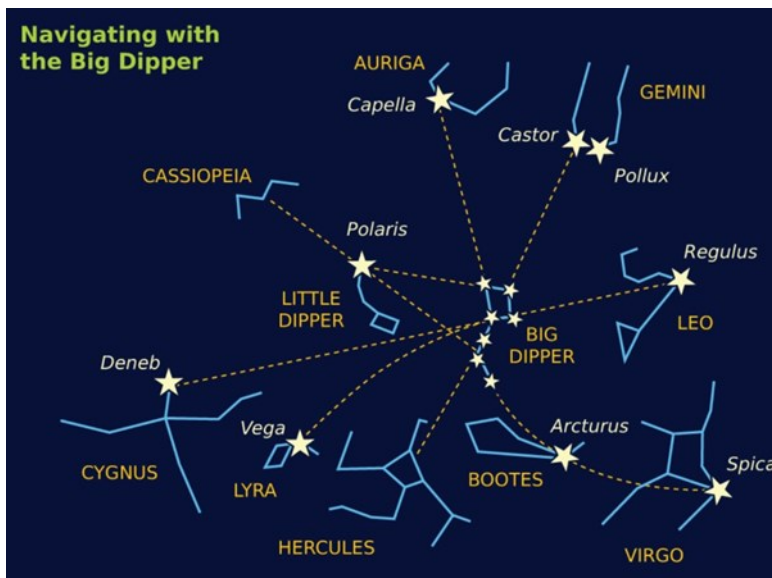 Navigating with
the Big Dipper
AURIGA
Capella
GEMINI
Castor
Pollux
CASSIOPEIA
Polaris
Regulus
LITTLE
DIPPER
LEO
BIG
DIPPER
Deneb
Vega
Arcturus
CYGNUS
LYRA
BOOTES
Spica
HERCULES
VIRGO